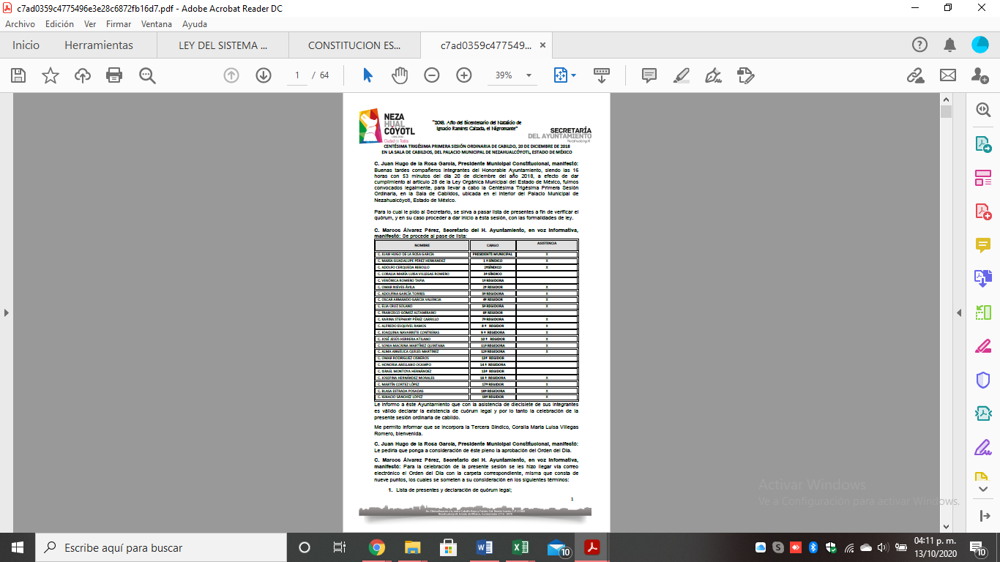 c7ad0359c4775496e3e28c6872fb16d7.pdf - Adobe Acrobat Reader DC
Archivo Edición Ver Firmar Ventana Ayuda
Inicio Herramientas LEY DEL SISTEMA ... CONSTITUCION ES... c7ad0359c477549... ×
1 / 64 39%
NEZA
HUAL
CÓYOTL
Ciudad de Todos
"2018. Año del Bicentenario del Natalicio de
Ignacio Ramírez Calzada, el Nigromante"
SECRETARÍA
DEL AYUNTAMIENTO
Nezahualcóyotl
CENTÉSIMA TRIGÉSIMA PRIMERA SESIÓN ORDINARIA DE CABILDO, 20 DE DICIEMBRE DE 2018
EN LA SALA DE CABILDOS, DEL PALACIO MUNICIPAL DE NEZAHUALCÓYOTL, ESTADO DE MÉXICO
C. Juan Hugo de la Rosa García, Presidente Municipal Constitucional, manifestó:
Buenas tardes compañeros integrantes del Honorable Ayuntamiento, siendo las 16
horas con 53 minutos del día 20 de diciembre del año 2018, a efecto de dar
cumplimiento al artículo 28 de la Ley Orgánica Municipal del Estado de México, fuimos
convocados legalmente, para llevar a cabo la Centésima Trigésima Primera Sesión
Ordinaria, en la Sala de Cabildos, ubicada en el interior del Palacio Municipal de
Nezahualcóyotl, Estado de México.
Para lo cual le pido al Secretario, se sirva a pasar lista de presentes a fin de verificar el
quórum, y en su caso proceder a dar inicio a ésta sesión, con las formalidades de ley.
C. Marcos Álvarez Pérez, Secretario del H. Ayuntamiento, en voz informativa,
manifestó: Se procede al pase de lista:
NOMBRE CARGO ASISTENCIA
C. JUAN HUGO DE LA ROSA GARCÍA PRESIDENTE MUNICIPAL X
C. MARÍA GUADALUPE PÉREZ HERNÁNDEZ 1 º SÍNDICO X
C. ADOLFO CERQUEDA REBOLLO 2º SÍNDICO X
C. CORALIA MARÍA LUISA VILLEGAS ROMERO 3º SÍNDICO
C. VERÓNICA ROMERO TAPIA 1ª REGIDORA
C. OMAR NIEVES ÁVILA 2º REGIDOR X
C. ADOLFINA GARCÍA TORRES 3ª REGIDORA X
C. OSCAR ARMANDO GARCÍA VALENCIA 4º REGIDOR X
C. ELIA CRUZ SOLANO 5ª REGIDORA X
C. FRANCISCO GÓMEZ ALTAMIRANO 6º REGIDOR
C. KARINA STEPHANY PÉREZ CARRILLO 7ª REGIDORA X
C. ALFREDO ESQUIVEL RAMOS 8 º REGIDOR X
C. JOAQUINA NAVARRETE CONTRERAS 9 ª REGIDORA X
C. JOSÉ JESÚS HERRERA ATILANO 10 º REGIDOR X
C. SONIA MACRINA MARTÍNEZ QUINTANA 11ª REGIDORA X
C. ALMA ANGÉLICA QUILES MARTÍNEZ 12ª REGIDORA X
C. OMAR RODRÍGUEZ CISNEROS 13º REGIDOR
C. HONORIA ARELLANO OCAMPO 14 ª REGIDORA
C. ISRAEL MONTOYA HERNÁNDEZ 15º REGIDOR
C. JOSEFINA HERNÁNDEZ MORALES 16 ª REGIDORA X
C. MARTÍN CORTEZ LÓPEZ 17º REGIDOR X
C. BLASA ESTRADA POSADAS 18ª REGIDORA X
C. IGNACIO SÁNCHEZ LÓPEZ 19º REGIDOR X
Le informo a éste Ayuntamiento que con la asistencia de diecisiete de sus integrantes
es válido declarar la existencia de cuórum legal y por lo tanto la celebración de la
presente sesión ordinaria de cabildo.
Me permito informar que se incorpora la Tercera Síndico, Coralia María Luisa Villegas
Romero, bienvenida.
C. Juan Hugo de la Rosa García, Presidente Municipal Constitucional, manifestó:
Le pediría que ponga a consideración de éste pleno la aprobación del Orden del Día.
C. Marcos Álvarez Pérez, Secretario del H. Ayuntamiento, en voz informativa,
manifestó: Para la celebración de la presente sesión se les hizo llegar vía correo
electrónico el Orden del Día con la carpeta correspondiente, misma que consta de
nueve puntos, los cuales se someten a su consideración en los siguientes términos:
1. Lista de presentes y declaración de quórum legal;
1
Activar Windows
Ve a Configuración para activar Windows.
Escribe aquí para buscar
10
04:11 p. m.
13/10/2020
10